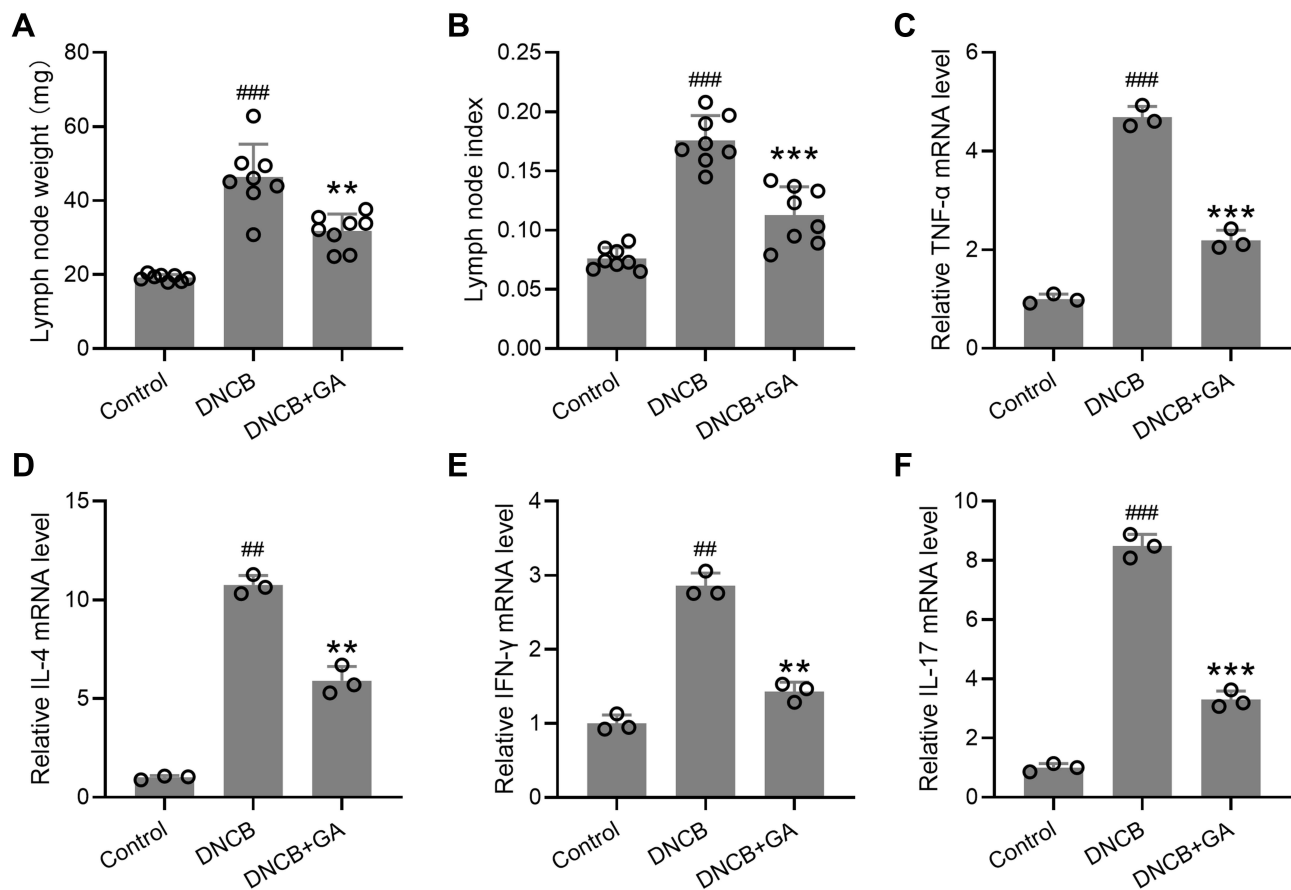 A
Lymph node weight (mg)
80
60
40
20
0
###
**
Control
DNCB
DNCB+GA
B
Lymph node index
0.25
0.20
0.15
0.10
0.05
0.00
###
***
Control
DNCB
DNCB+GA
C
Relative TNF-α mRNA level
6
4
2
0
###
***
Control
DNCB
DNCB+GA
D
Relative IL-4 mRNA level
15
10
5
0
##
**
Control
DNCB
DNCB+GA
E
Relative IFN-γ mRNA level
4
3
2
1
0
##
**
Control
DNCB
DNCB+GA
F
Relative IL-17 mRNA level
10
8
6
4
2
0
###
***
Control
DNCB
DNCB+GA